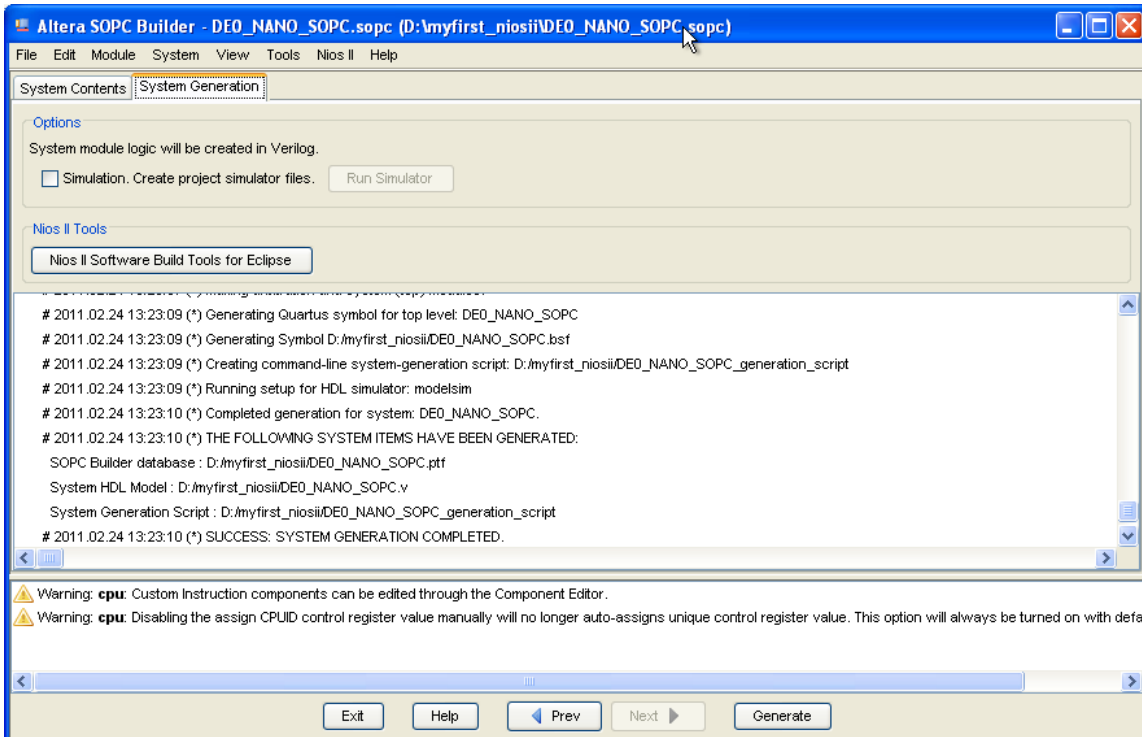 Altera SOPC Builder - DE0_NANO_SOPC.sopc (D:\myfirst_niosii\DE0_NANO_SOPC.sopc)
File Edit Module System View Tools Nios II Help
System Contents System Generation
Options
System module logic will be created in Verilog.
Simulation. Create project simulator files. Run Simulator
Nios II Tools
Nios II Software Build Tools for Eclipse
# 2011.02.24 13:23:09 (*) Generating Quartus symbol for top level: DE0_NANO_SOPC
# 2011.02.24 13:23:09 (*) Generating Symbol D:/myfirst_niosii/DE0_NANO_SOPC.bsf
# 2011.02.24 13:23:09 (*) Creating command-line system-generation script: D:/myfirst_niosii/DE0_NANO_SOPC_generation_script
# 2011.02.24 13:23:09 (*) Running setup for HDL simulator: modelsim
# 2011.02.24 13:23:10 (*) Completed generation for system: DE0_NANO_SOPC.
# 2011.02.24 13:23:10 (*) THE FOLLOWING SYSTEM ITEMS HAVE BEEN GENERATED:
SOPC Builder database : D:/myfirst_niosii/DE0_NANO_SOPC.ptf
System HDL Model : D:/myfirst_niosii/DE0_NANO_SOPC.v
System Generation Script : D:/myfirst_niosii/DE0_NANO_SOPC_generation_script
# 2011.02.24 13:23:10 (*) SUCCESS: SYSTEM GENERATION COMPLETED.
Warning: cpu: Custom Instruction components can be edited through the Component Editor.
Warning: cpu: Disabling the assign CPUID control register value manually will no longer auto-assigns unique control register value. This option will always be turned on with defa
Exit Help Prev Next Generate